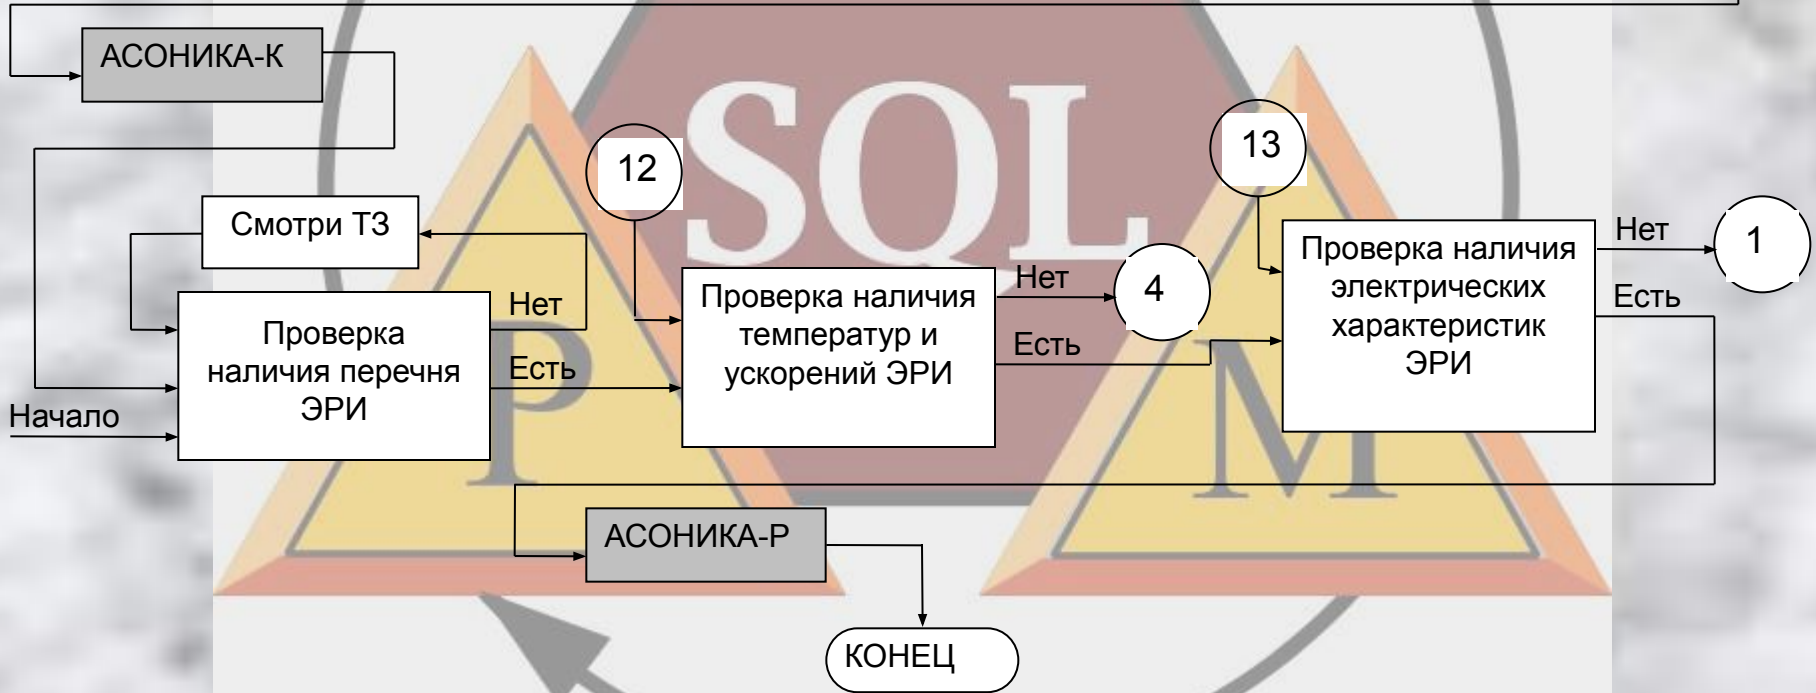 АСОНИКА-К
SQL
12
13
Смотри ТЗ
Нет
1
Проверка наличия
электрических
характеристик
ЭРИ
Есть
Нет
4
Проверка наличия
температур и
ускорений ЭРИ
Есть
Нет
Проверка
наличия перечня
ЭРИ
Есть
Начало
P
M
АСОНИКА-Р
КОНЕЦ